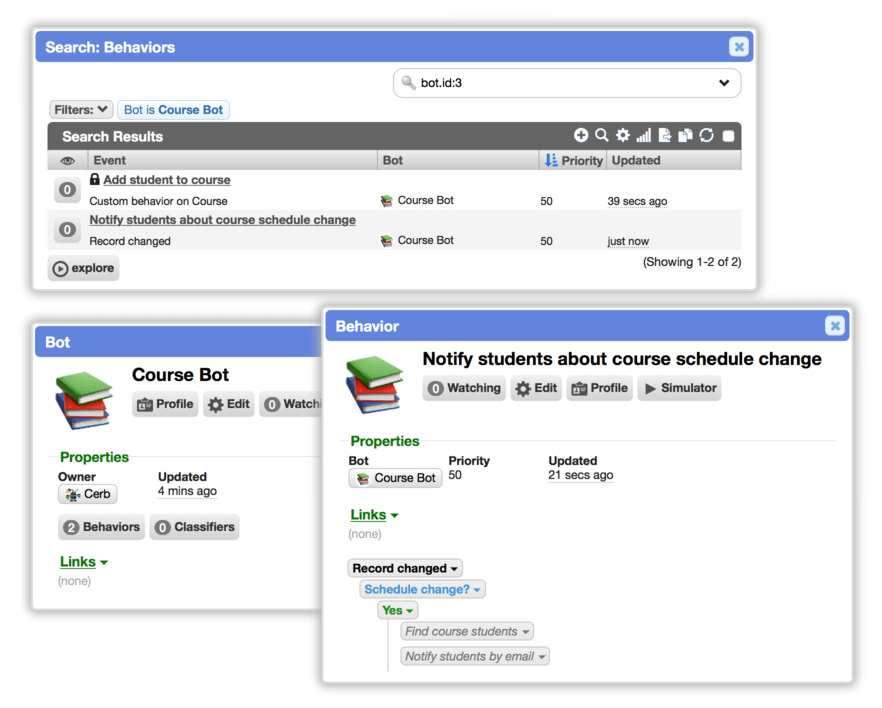 Search: Behaviors
bot.id:3
Filters: Bot is Course Bot
Search Results
Event Bot Priority Updated
0 Add student to course
Custom behavior on Course Course Bot 50 39 secs ago
0 Notify students about course schedule change
Record changed Course Bot 50 just now
explore (Showing 1-2 of 2)
Bot
Course Bot
Profile Edit 0 Watchi
Properties
Owner Updated
Cerb 4 mins ago
2 Behaviors 0 Classifiers
Links
(none)
Behavior
Notify students about course schedule change
0 Watching Edit Profile Simulator
Properties
Bot Priority Updated
Course Bot 50 21 secs ago
Links
(none)
Record changed
Schedule change?
Yes
Find course students
Notify students by email